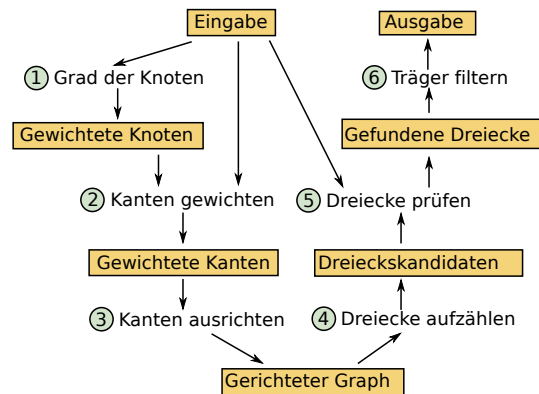 Eingabe
Ausgabe
1 Grad der Knoten
6 Träger filtern
Gewichtete Knoten
Gefundene Dreiecke
2 Kanten gewichten
5 Dreiecke prüfen
Gewichtete Kanten
Dreieckskandidaten
3 Kanten ausrichten
4 Dreiecke aufzählen
Gerichteter Graph